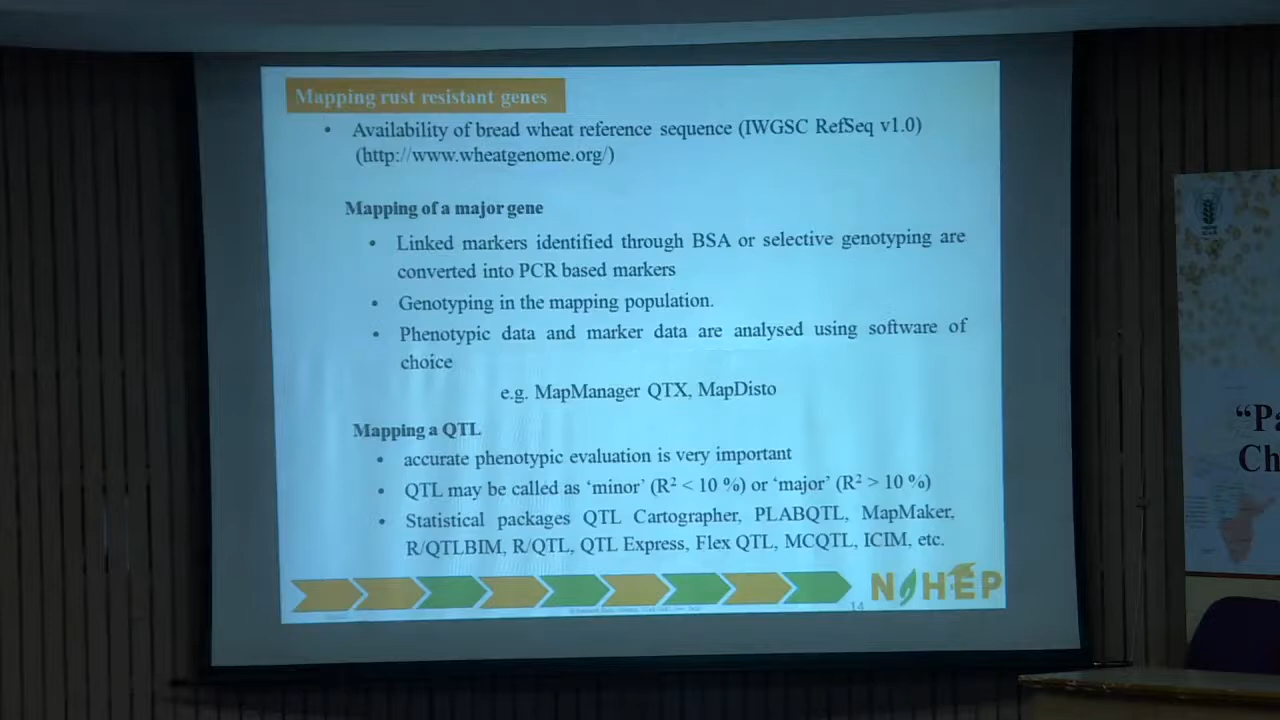 Mapping rust resistant genes
• Availability of bread wheat reference sequence (IWGSC RefSeq v1.0)
(http://www.wheatgenome.org/)
Mapping of a major gene
• Linked markers identified through BSA or selective genotyping are
converted into PCR based markers
• Genotyping in the mapping population.
• Phenotypic data and marker data are analysed using software of
choice
e.g. MapManager QTX, MapDisto
Mapping a QTL
• accurate phenotypic evaluation is very important
• QTL may be called as ‘minor’ (R² < 10 %) or ‘major’ (R² > 10 %)
• Statistical packages QTL Cartographer, PLABQTL, MapMaker,
R/QTLBIM, R/QTL, QTL Express, Flex QTL, MCQTL, ICIM, etc.
NAHEP
14
“Pa
Ch